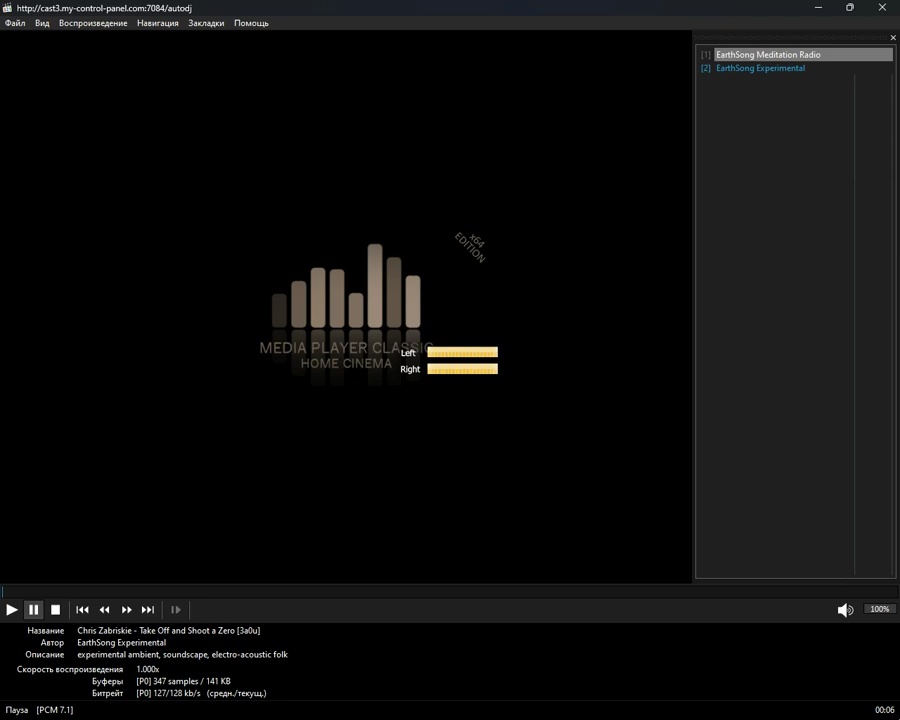 http://cast3.my-control-panel.com:7084/autodj
Файл Вид Воспроизведение Навигация Закладки Помощь
[1] EarthSong Meditation Radio
[2] EarthSong Experimental
x64
EDITION
MEDIA PLAYER CLASSIC
HOME CINEMA
Left
Right
100%
Название Chris Zabriskie - Take Off and Shoot a Zero [3a0u]
Автор EarthSong Experimental
Описание experimental ambient, soundscape, electro-acoustic folk
Скорость воспроизведения 1.000x
Буферы [P0] 347 samples / 141 KB
Битрейт [P0] 127/128 kb/s (средн./текущ.)
Пауза [PCM 7.1] 00:06